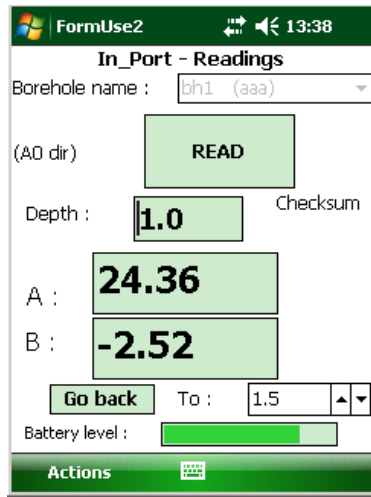 FormUse2 13:38
In_Port - Readings
Borehole name : bh1 (aaa)
(A0 dir) READ
Checksum
Depth : 1.0
A : 24.36
B : -2.52
Go back To : 1.5
Battery level :
Actions